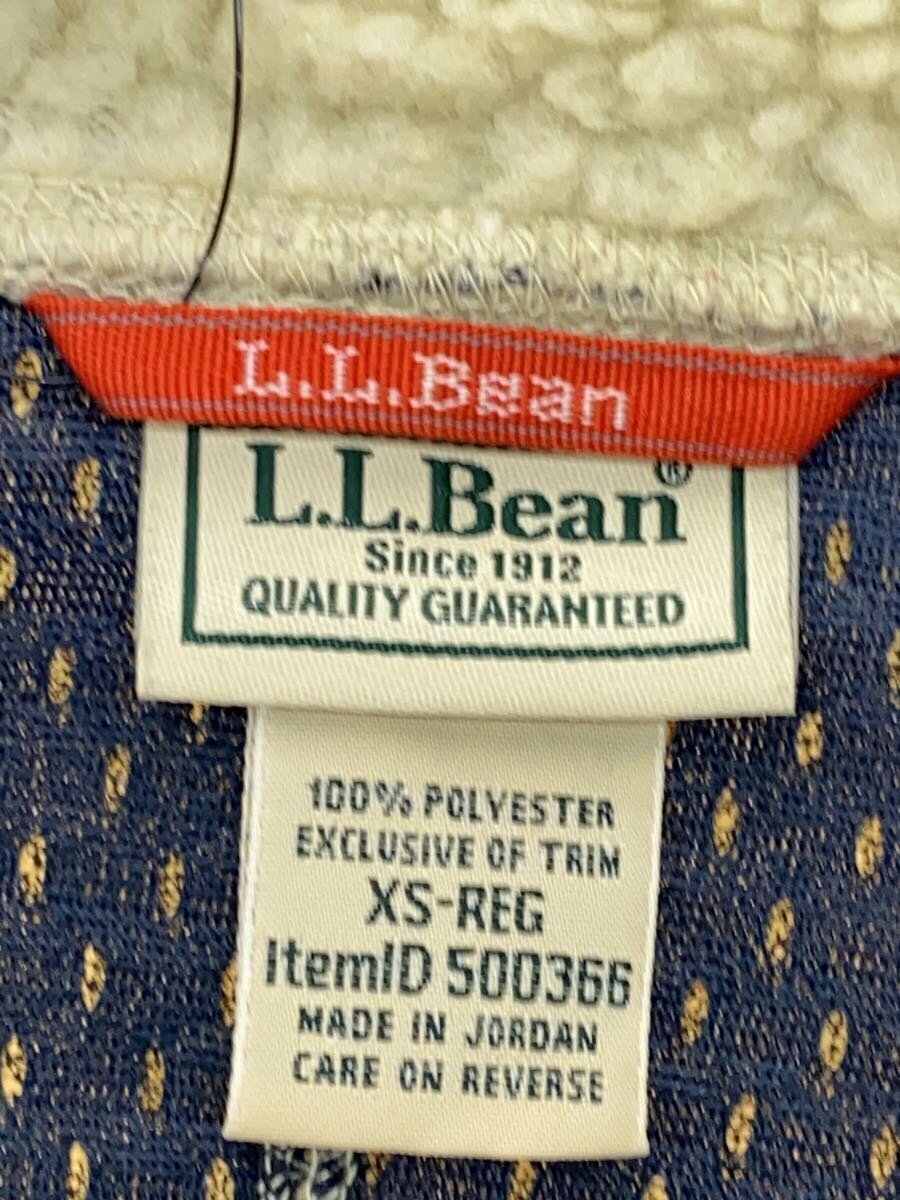 L.L.Bean
L.L.Bean®
Since 1912
QUALITY GUARANTEED
100% POLYESTER
EXCLUSIVE OF TRIM
XS-REG
ItemID 500366
MADE IN JORDAN
CARE ON REVERSE